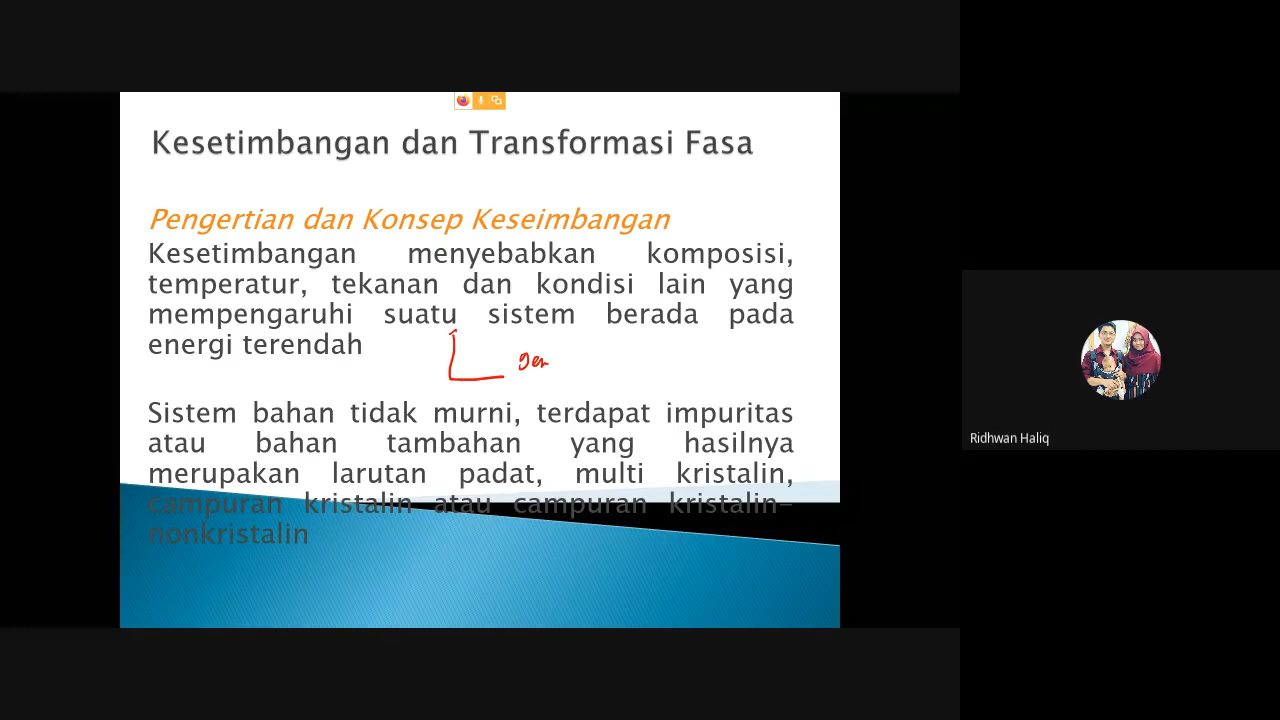 Kesetimbangan dan Transformasi Fasa
Pengertian dan Konsep Keseimbangan
Kesetimbangan menyebabkan komposisi,
temperatur, tekanan dan kondisi lain yang
mempengaruhi suatu sistem berada pada
energi terendah
gen
Sistem bahan tidak murni, terdapat impuritas
atau bahan tambahan yang hasilnya
merupakan larutan padat, multi kristalin,
campuran kristalin atau campuran kristalin-
nonkristalin
Ridhwan Haliq